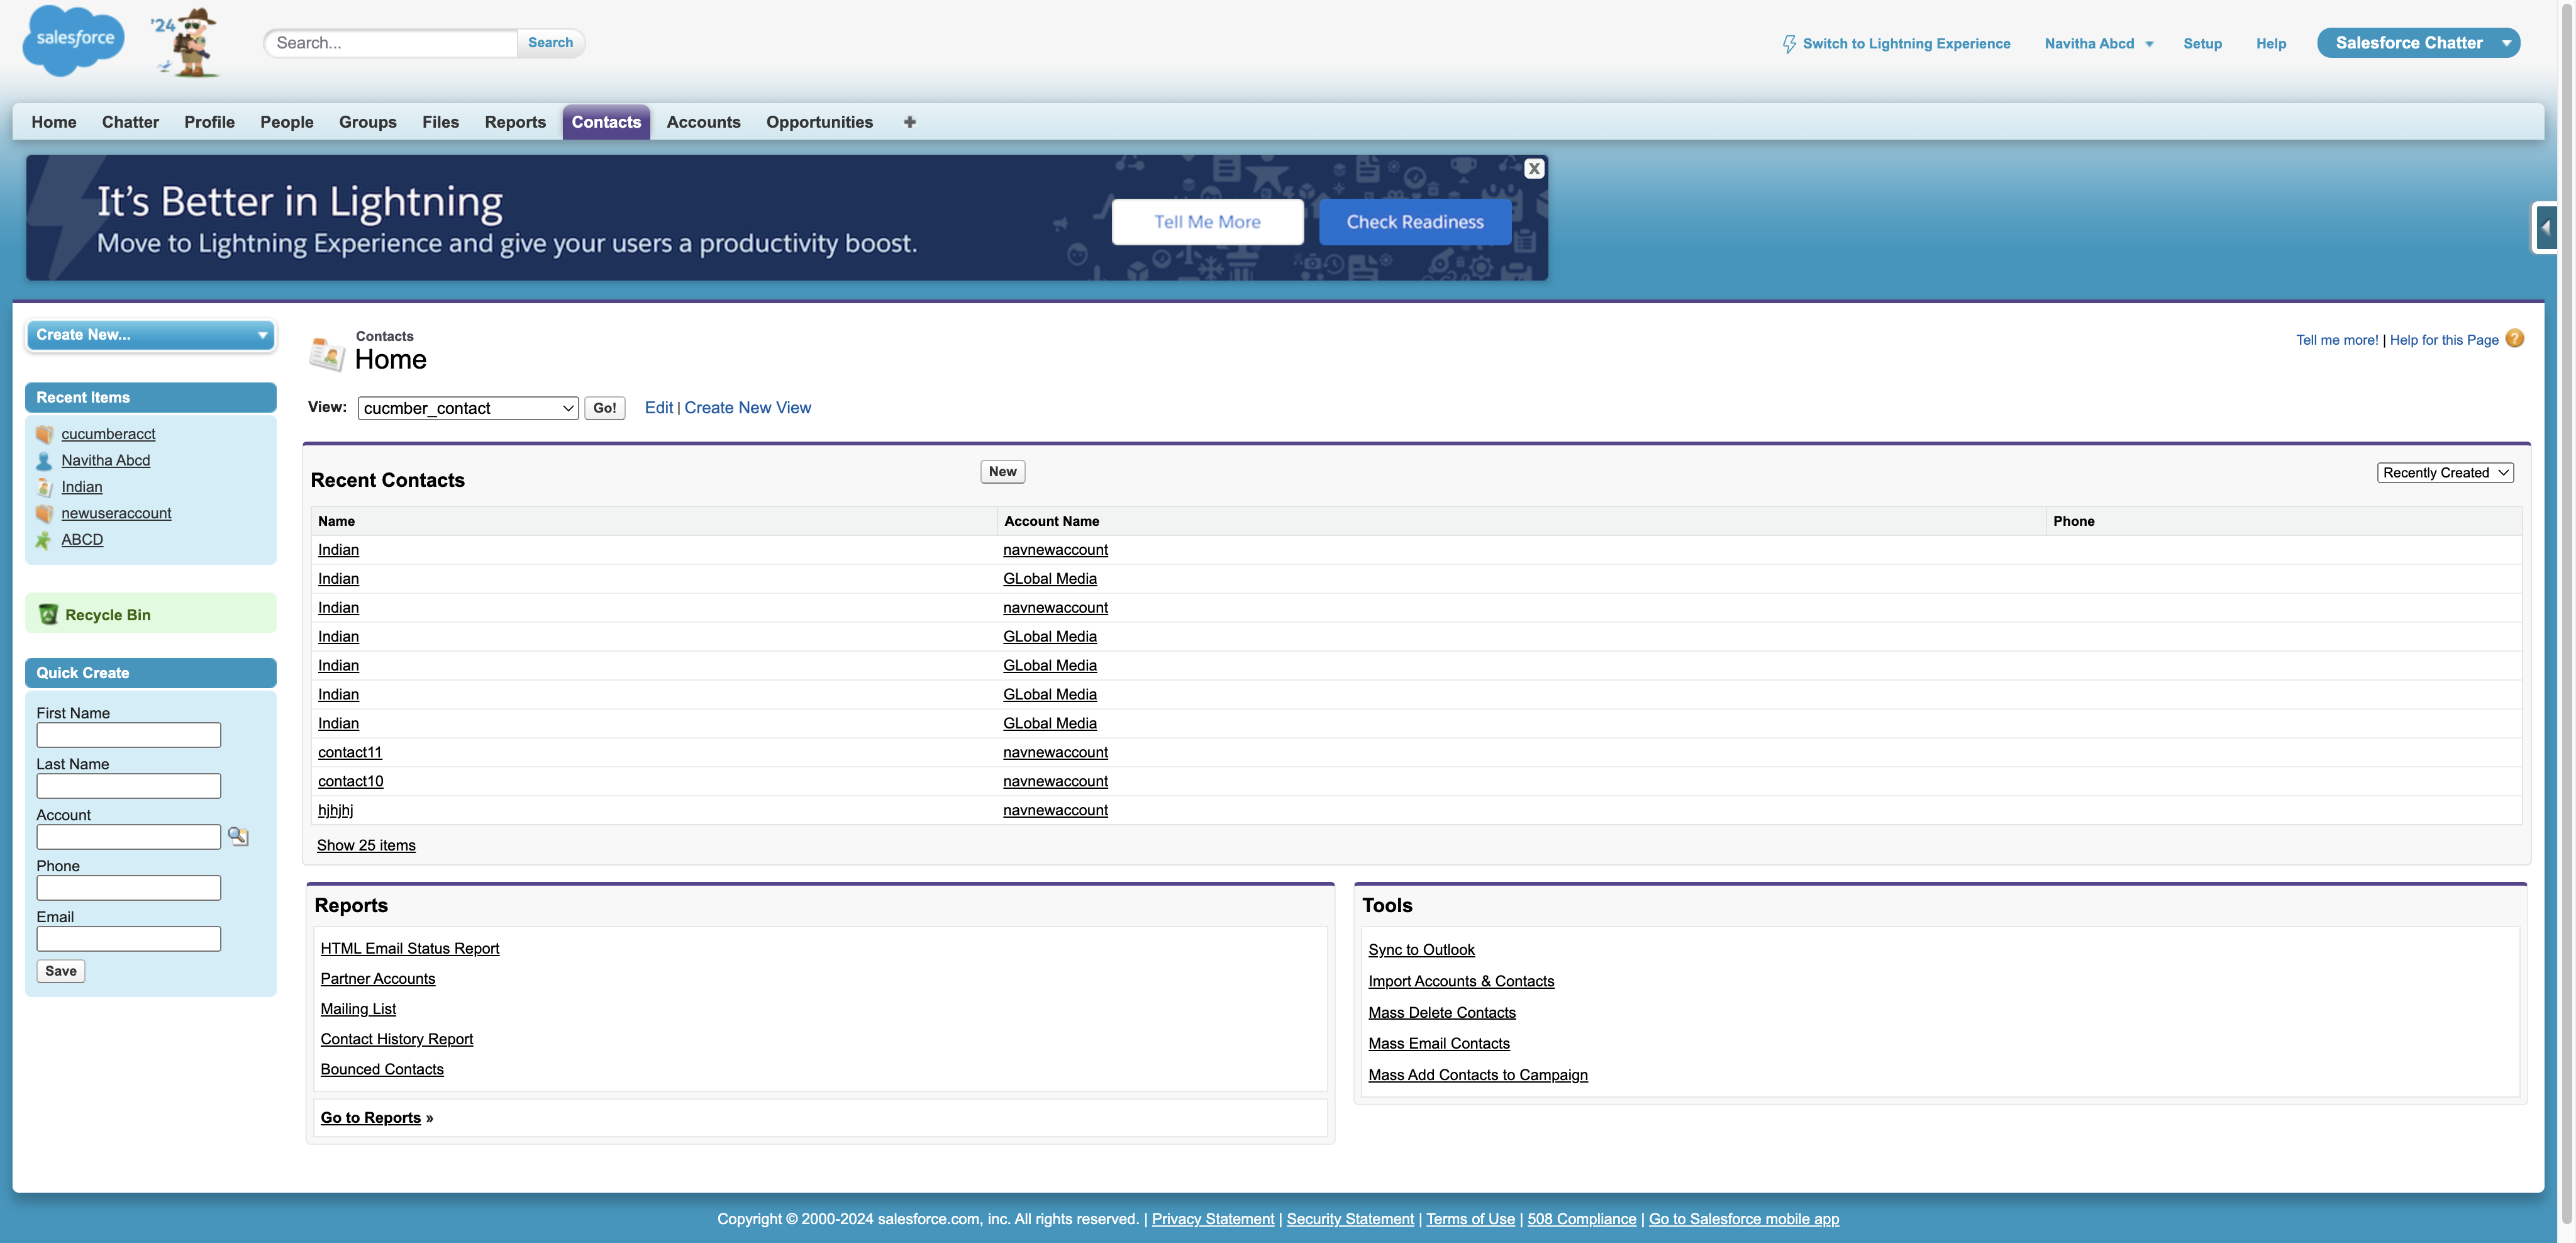 salesforce
'24
Search...
Search
Switch to Lightning Experience
Navitha Abcd
Setup
Help
Salesforce Chatter
Home
Chatter
Profile
People
Groups
Files
Reports
Contacts
Accounts
Opportunities
It's Better in Lightning
Move to Lightning Experience and give your users a productivity boost.
Tell Me More
Check Readiness
X
Create New...
Recent Items
cucumberacct
Navitha Abcd
Indian
newuseraccount
ABCD
Recycle Bin
Quick Create
First Name
Last Name
Account
Phone
Email
Save
Contacts
Home
Tell me more! | Help for this Page ?
View: cucmber_contact Go! Edit | Create New View
Recent Contacts
New
Recently Created
Name Account Name Phone
Indian navnewaccount
Indian GLobal Media
Indian navnewaccount
Indian GLobal Media
Indian GLobal Media
Indian GLobal Media
Indian GLobal Media
contact11 navnewaccount
contact10 navnewaccount
hjhjhj navnewaccount
Show 25 items
Reports
HTML Email Status Report
Partner Accounts
Mailing List
Contact History Report
Bounced Contacts
Go to Reports »
Tools
Sync to Outlook
Import Accounts & Contacts
Mass Delete Contacts
Mass Email Contacts
Mass Add Contacts to Campaign
Copyright © 2000-2024 salesforce.com, inc. All rights reserved. | Privacy Statement | Security Statement | Terms of Use | 508 Compliance | Go to Salesforce mobile app